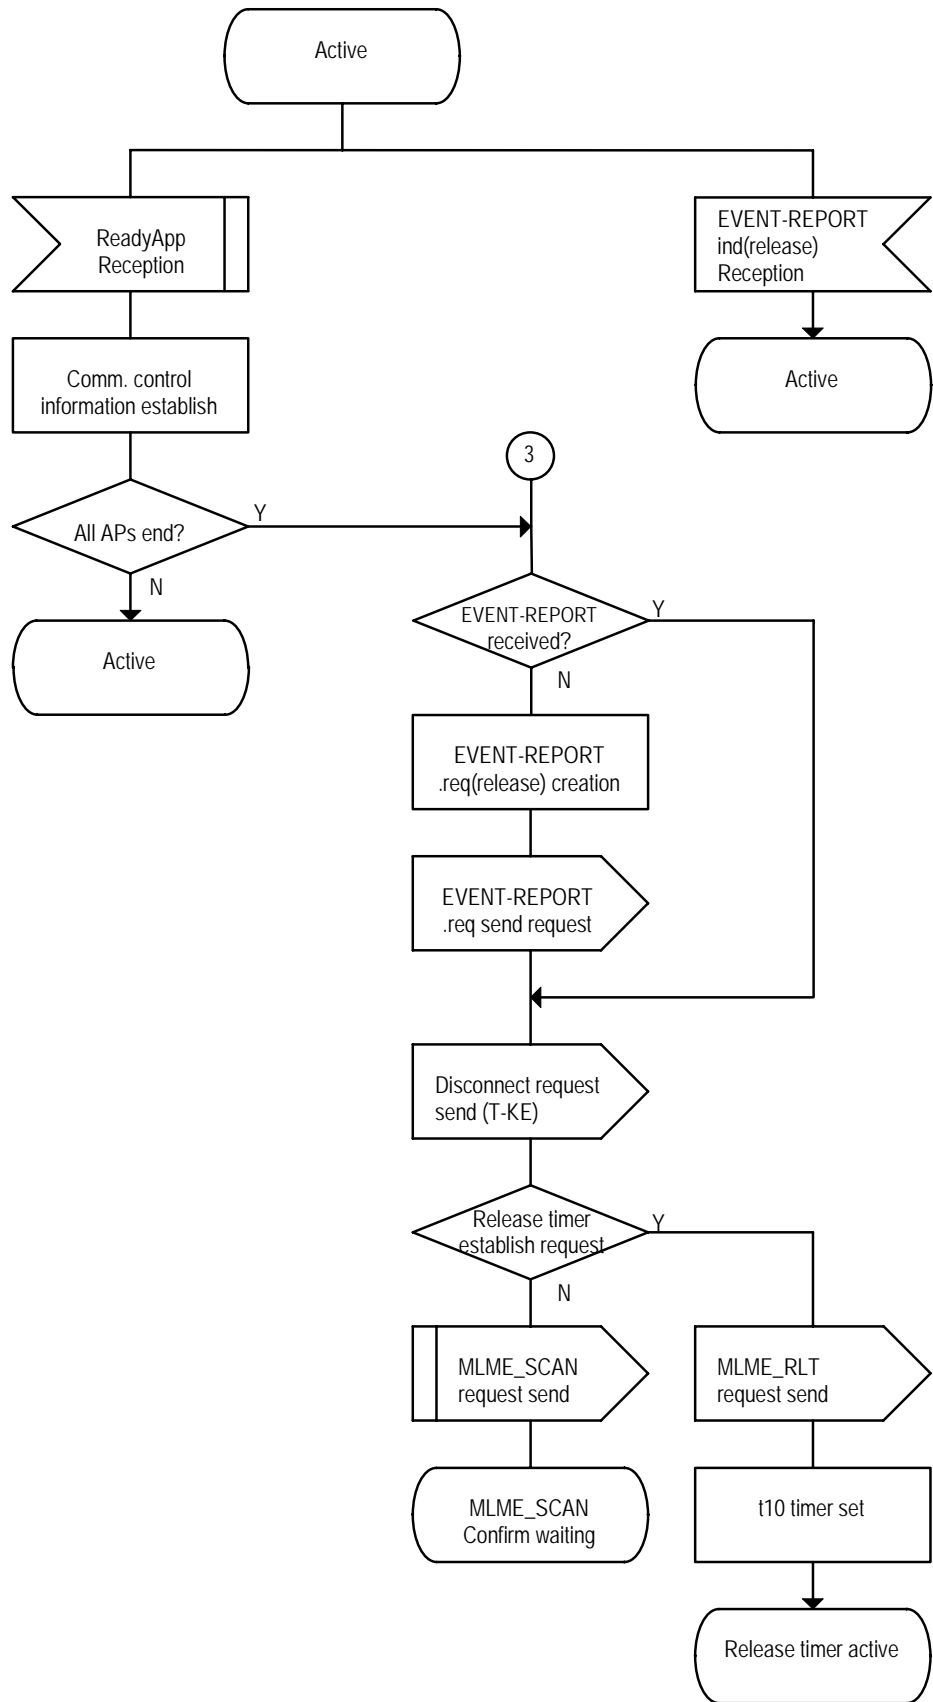 Active
ReadyApp
Reception
EVENT-REPORT
ind(release)
Reception
Comm. control
information establish
Active
3
All APs end?
Y
N
Active
EVENT-REPORT
received?
Y
N
EVENT-REPORT
.req(release) creation
EVENT-REPORT
.req send request
Disconnect request
send (T-KE)
Release timer
establish request
Y
N
MLME_SCAN
request send
MLME_RLT
request send
MLME_SCAN
Confirm waiting
t10 timer set
Release timer active